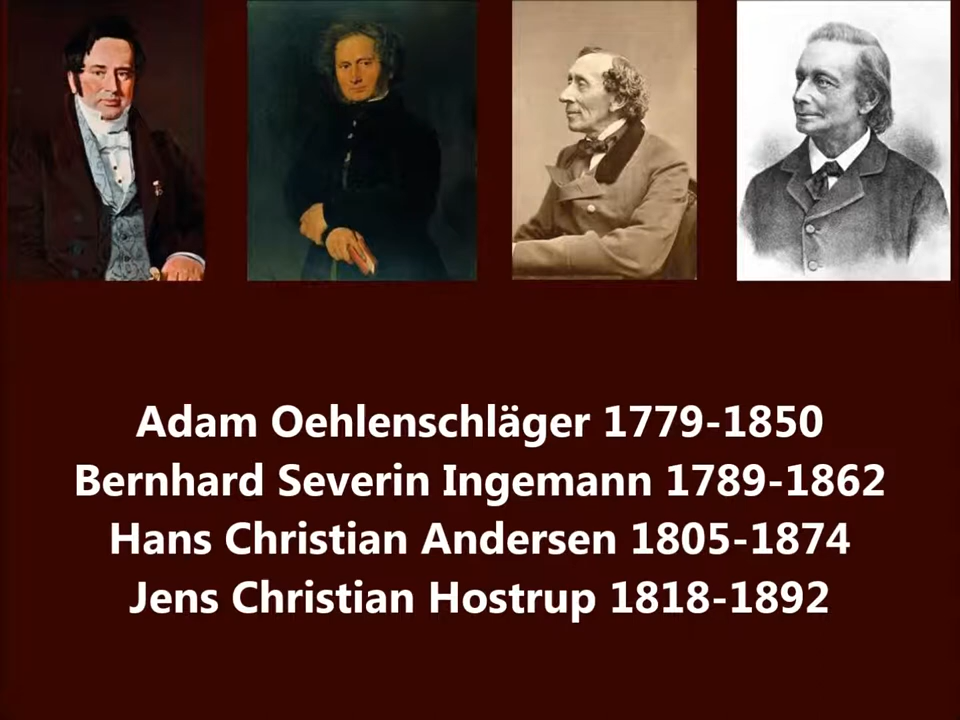 Adam Oehlenschläger 1779-1850
Bernhard Severin Ingemann 1789-1862
Hans Christian Andersen 1805-1874
Jens Christian Hostrup 1818-1892